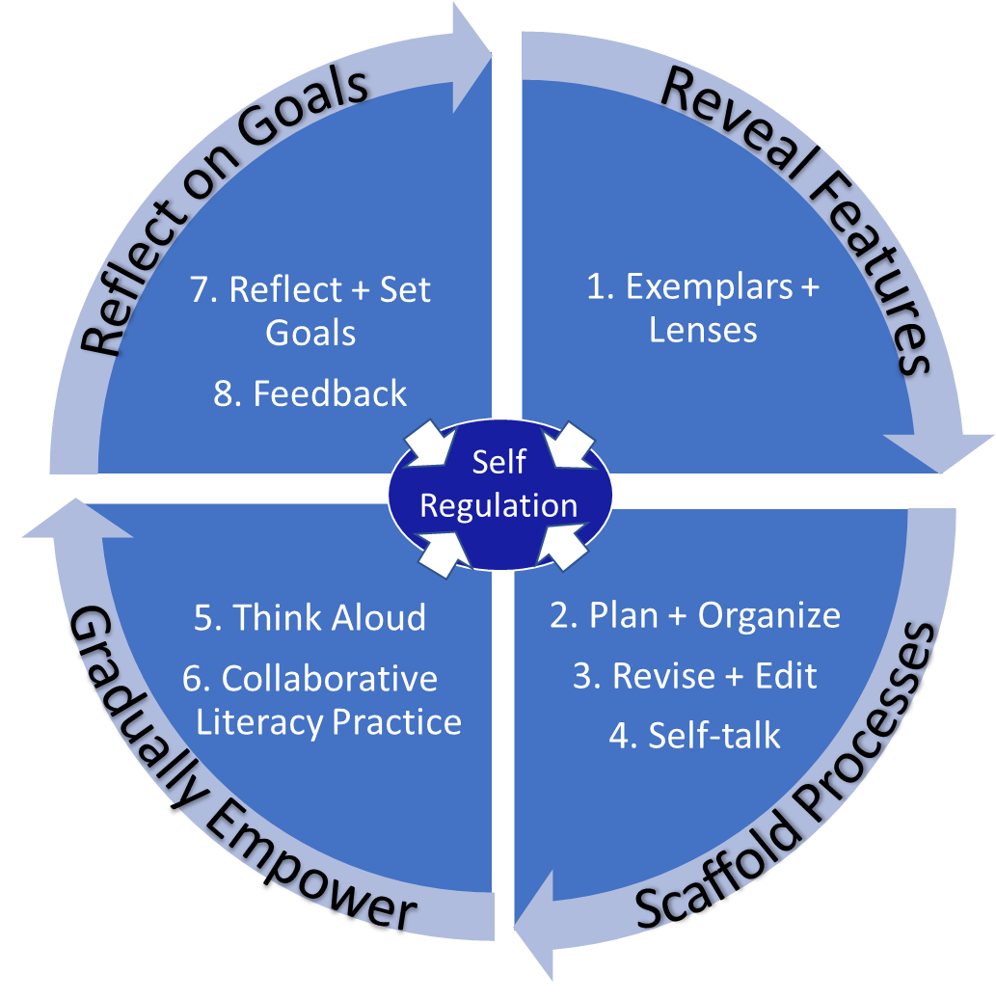 Reveal Features
1. Exemplars +
Lenses
Scaffold Processes
2. Plan + Organize
3. Revise + Edit
4. Self-talk
Gradually Empower
5. Think Aloud
6. Collaborative
Literacy Practice
Reflect on Goals
7. Reflect + Set
Goals
8. Feedback
Self
Regulation